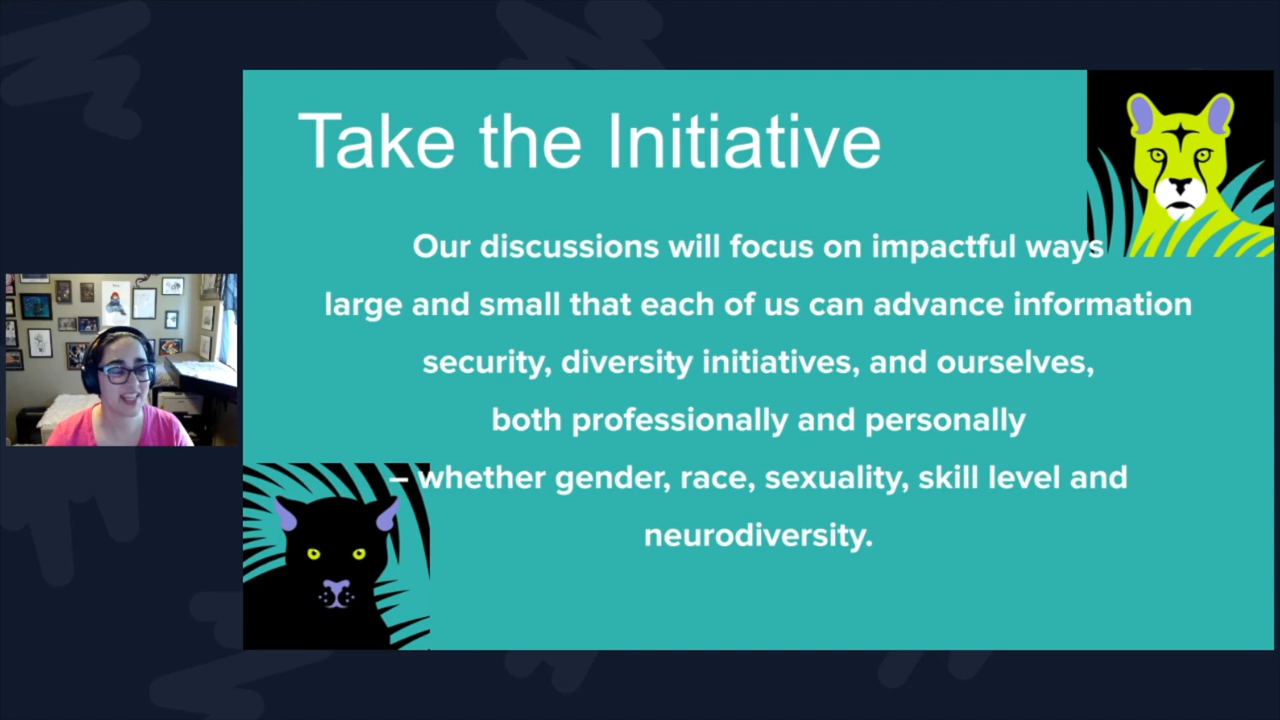 Take the Initiative
Our discussions will focus on impactful ways
large and small that each of us can advance information
security, diversity initiatives, and ourselves,
both professionally and personally
– whether gender, race, sexuality, skill level and
neurodiversity.